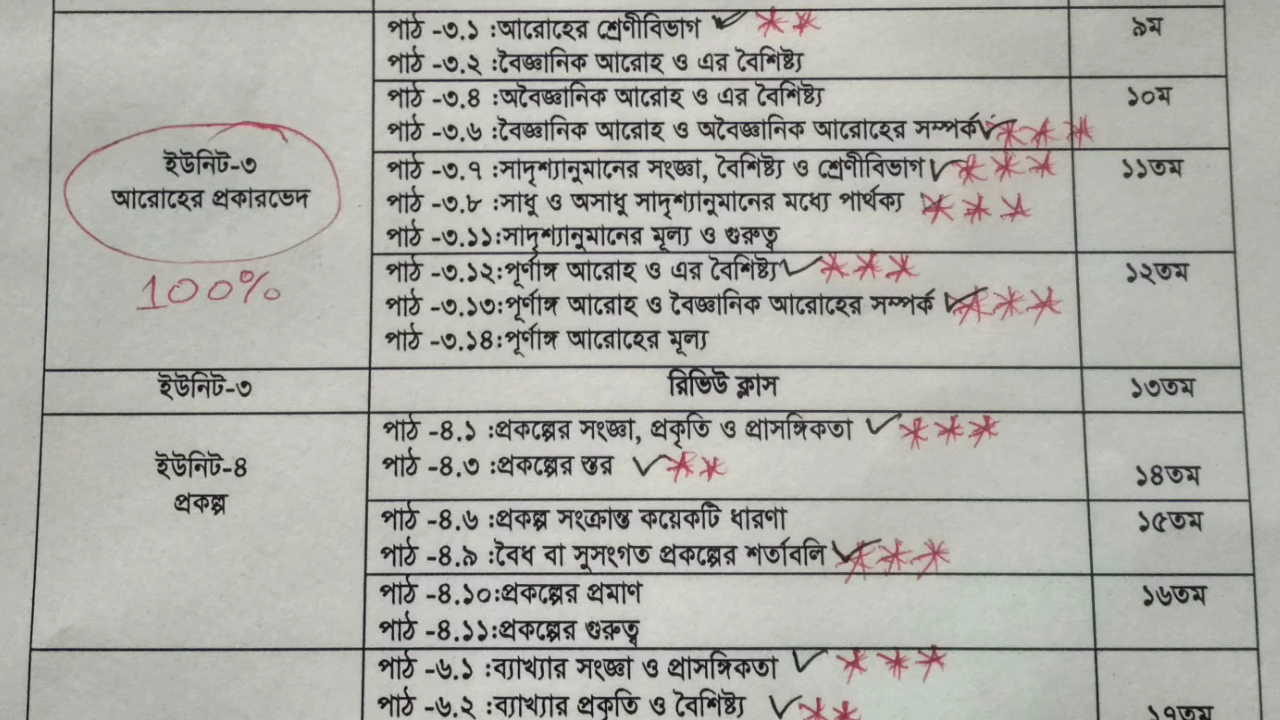 পাঠ -৩.১ :আরোহের শ্রেণীবিভাগ
৯ম
পাঠ -৩.২ :বৈজ্ঞানিক আরোহ ও এর বৈশিষ্ট্য
পাঠ -৩.৪ :অবৈজ্ঞানিক আরোহ ও এর বৈশিষ্ট্য
১০ম
পাঠ -৩.৬ :বৈজ্ঞানিক আরোহ ও অবৈজ্ঞানিক আরোহের সম্পর্ক
ইউনিট-৩
আরোহের প্রকারভেদ
100%
পাঠ -৩.৭ :সাদৃশ্যানুমানের সংজ্ঞা, বৈশিষ্ট্য ও শ্রেণীবিভাগ
১১তম
পাঠ -৩.৮ :সাধু ও অসাধু সাদৃশ্যানুমানের মধ্যে পার্থক্য
পাঠ -৩.১১:সাদৃশ্যানুমানের মূল্য ও গুরুত্ব
পাঠ -৩.১২:পূর্ণাঙ্গ আরোহ ও এর বৈশিষ্ট্য
১২তম
পাঠ -৩.১৩:পূর্ণাঙ্গ আরোহ ও বৈজ্ঞানিক আরোহের সম্পর্ক
পাঠ -৩.১৪:পূর্ণাঙ্গ আরোহের মূল্য
ইউনিট-৩ রিভিউ ক্লাস ১৩তম
ইউনিট-৪
প্রকল্প
পাঠ -৪.১ :প্রকল্পের সংজ্ঞা, প্রকৃতি ও প্রাসঙ্গিকতা
পাঠ -৪.৩ :প্রকল্পের স্তর
১৪তম
পাঠ -৪.৬ :প্রকল্প সংক্রান্ত কয়েকটি ধারণা
১৫তম
পাঠ -৪.৯ :বৈধ বা সুসংগত প্রকল্পের শর্তাবলি
পাঠ -৪.১০:প্রকল্পের প্রমাণ
১৬তম
পাঠ -৪.১১:প্রকল্পের গুরুত্ব
পাঠ -৬.১ :ব্যাখ্যার সংজ্ঞা ও প্রাসঙ্গিকতা
পাঠ -৬.২ :ব্যাখ্যার প্রকৃতি ও বৈশিষ্ট্য
১৭তম